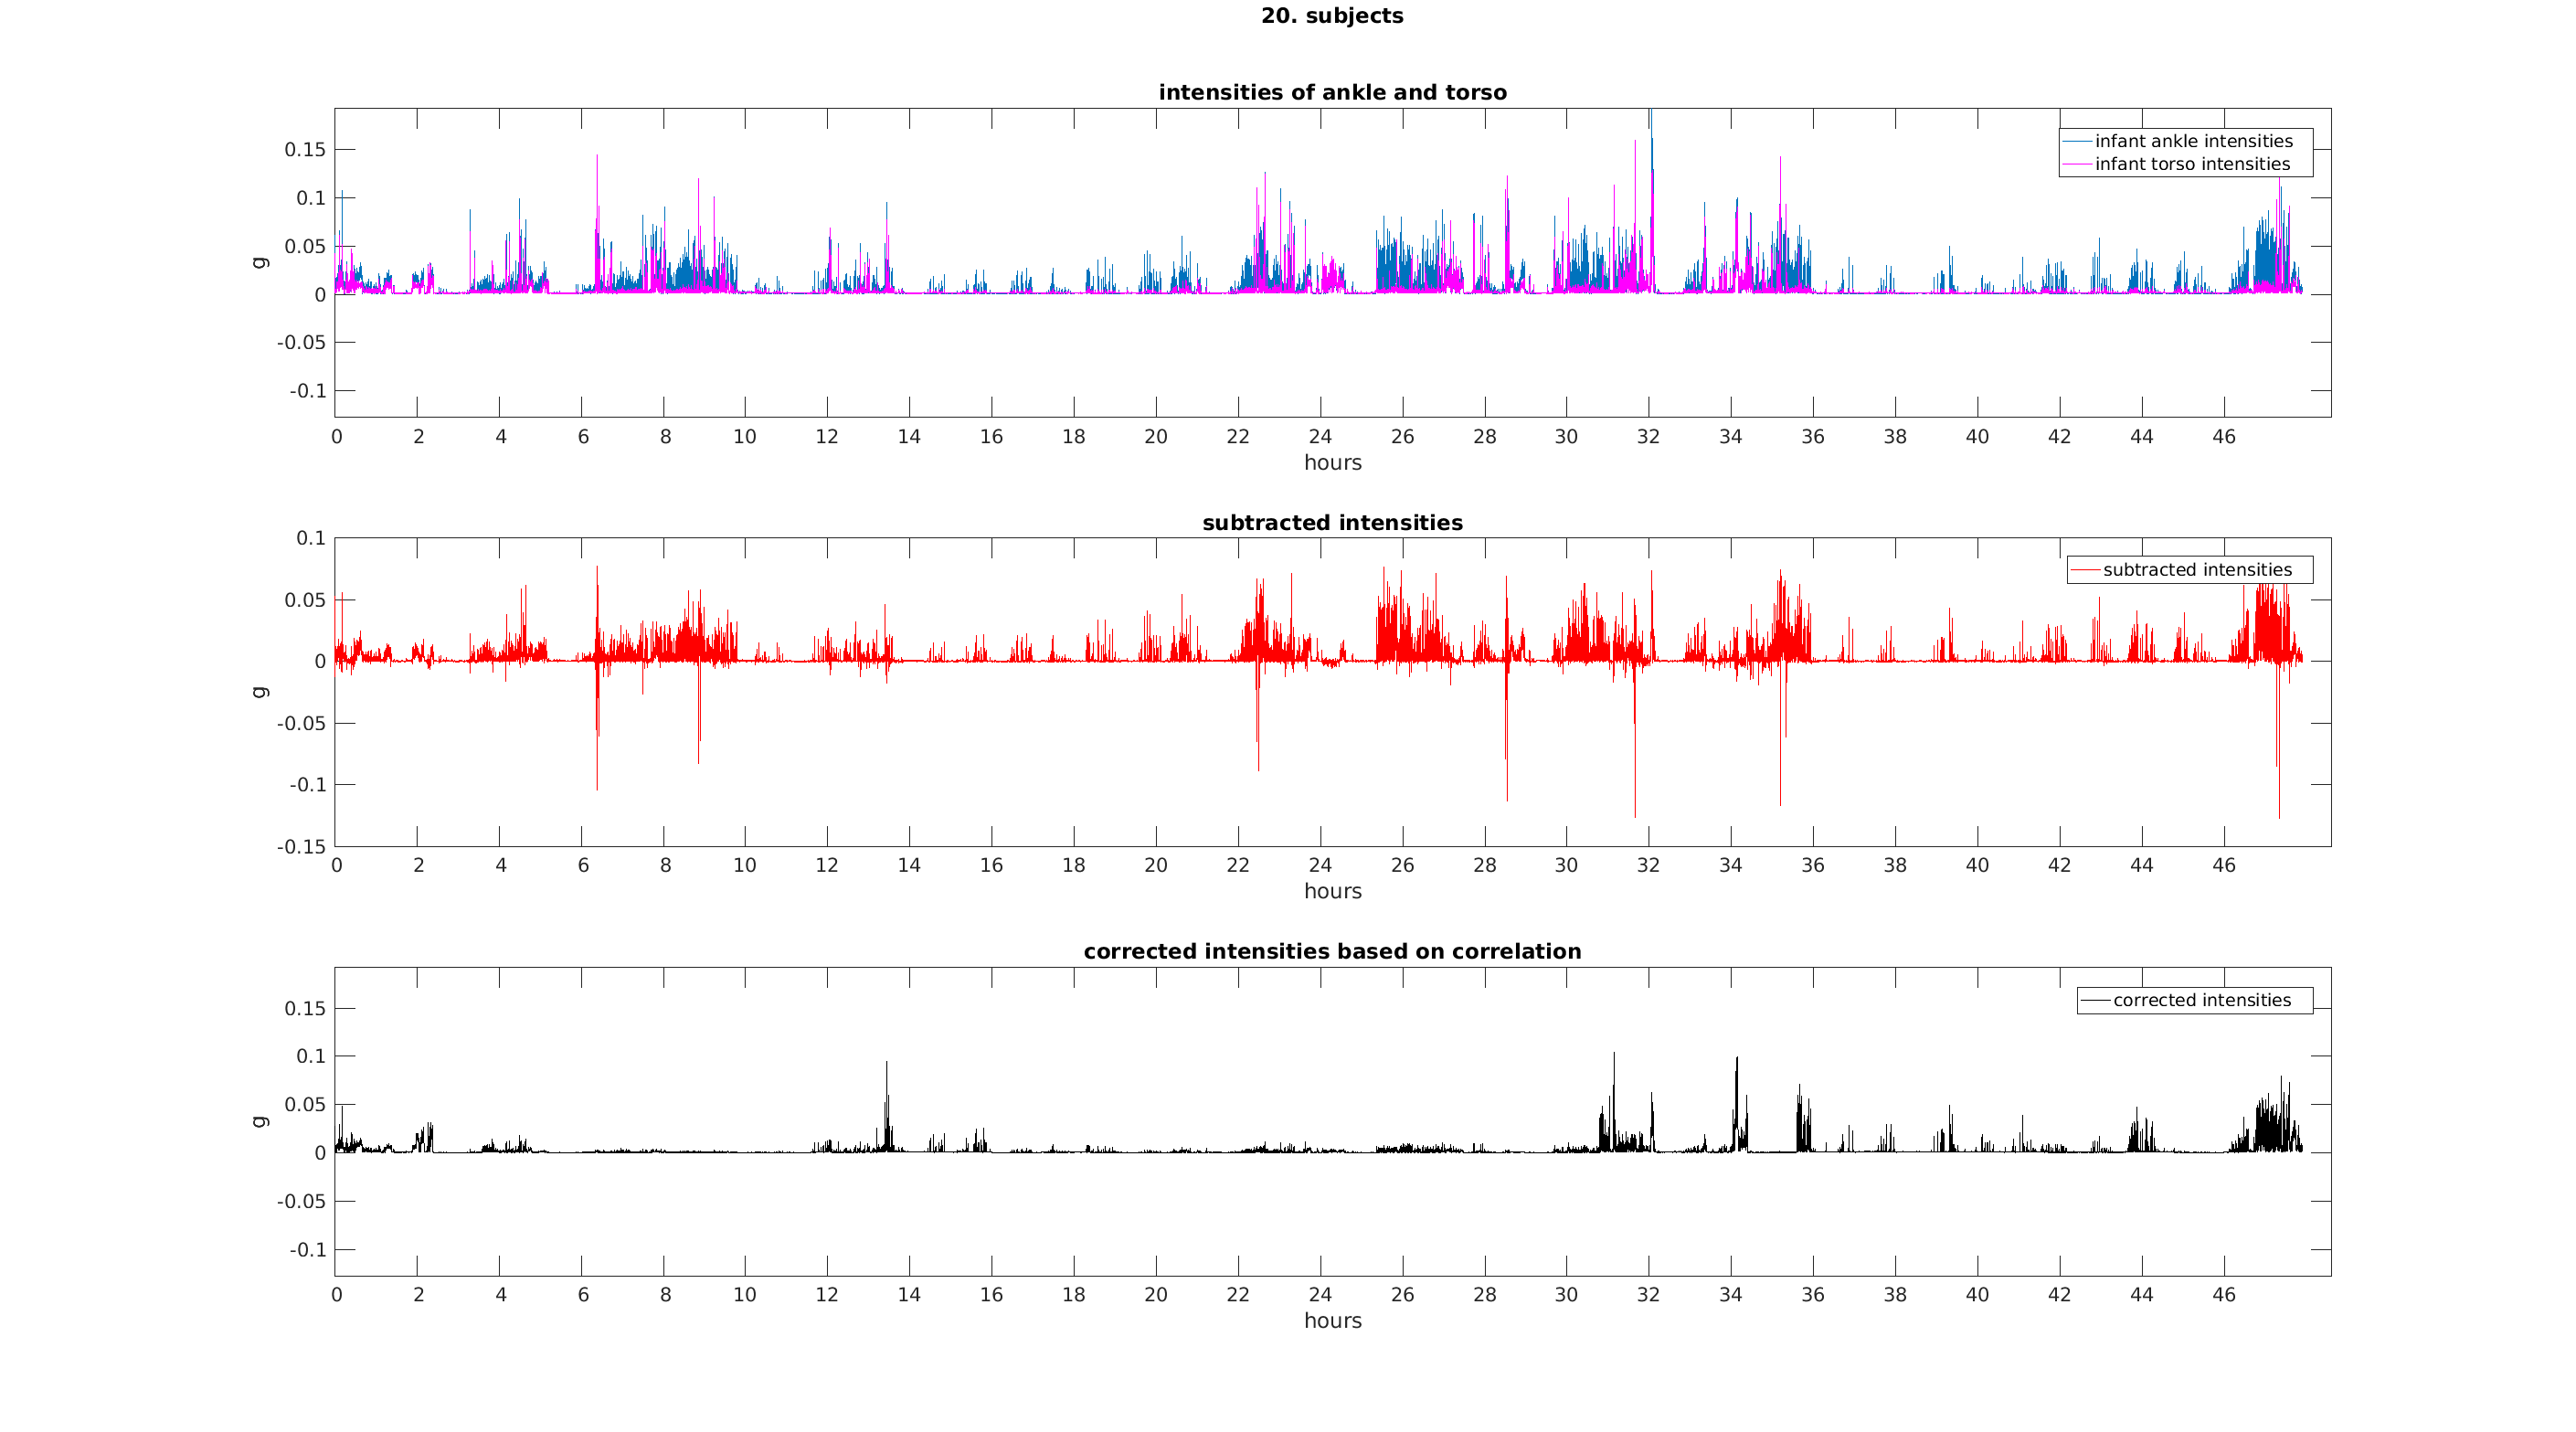 20. subjects
intensities of ankle and torso
infant ankle intensities
infant torso intensities
0.15
0.1
0.05
0
-0.05
-0.1
g
0 2 4 6 8 10 12 14 16 18 20 22 24 26 28 30 32 34 36 38 40 42 44 46
hours
subtracted intensities
subtracted intensities
0.1
0.05
0
-0.05
-0.1
-0.15
g
0 2 4 6 8 10 12 14 16 18 20 22 24 26 28 30 32 34 36 38 40 42 44 46
hours
corrected intensities based on correlation
corrected intensities
0.15
0.1
0.05
0
-0.05
-0.1
g
0 2 4 6 8 10 12 14 16 18 20 22 24 26 28 30 32 34 36 38 40 42 44 46
hours